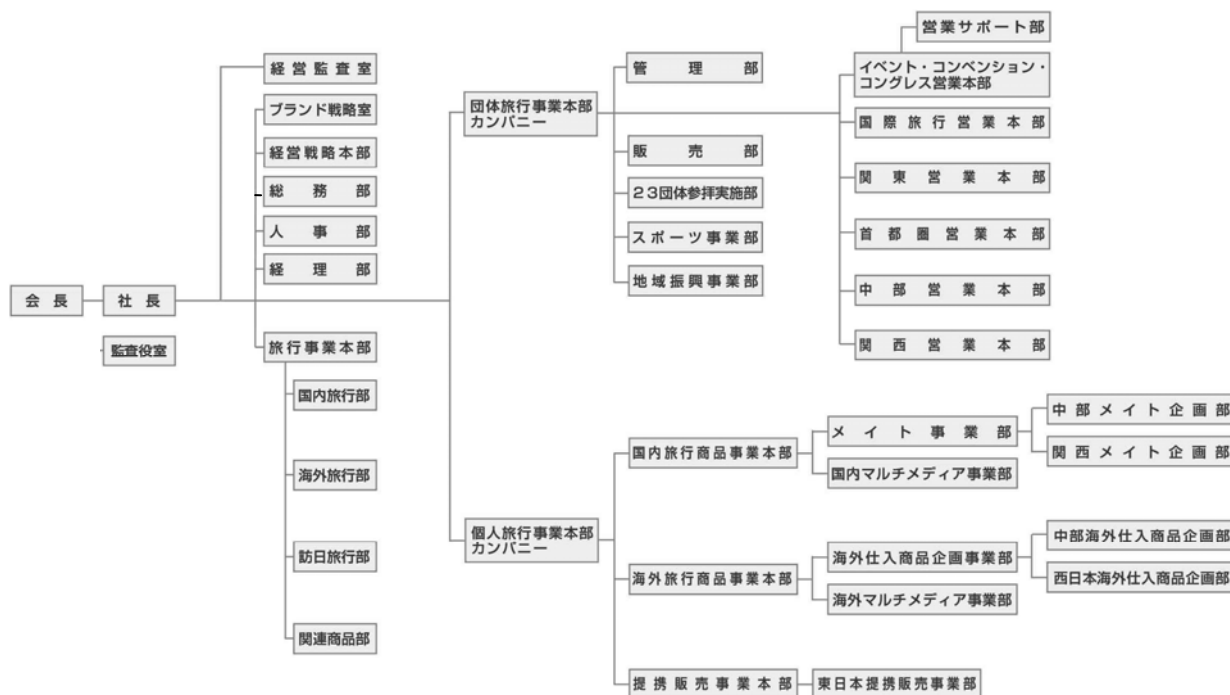 会長
社長
監査役室
経営監査室
ブランド戦略室
経営戦略本部
総務部
人事部
経理部
旅行事業本部
国内旅行部
海外旅行部
訪日旅行部
関連商品部
団体旅行事業本部
カンパニー
管理部
販売部
23団体参拝実施部
スポーツ事業部
地域振興事業部
営業サポート部
イベント・コンベンション・
コングレス営業本部
国際旅行営業本部
関東営業本部
首都圏営業本部
中部営業本部
関西営業本部
個人旅行事業本部
カンパニー
国内旅行商品事業本部
メイト事業部
中部メイト企画部
関西メイト企画部
国内マルチメディア事業部
海外旅行商品事業本部
海外仕入商品企画事業部
中部海外仕入商品企画部
西日本海外仕入商品企画部
海外マルチメディア事業部
提携販売事業本部
東日本提携販売事業部